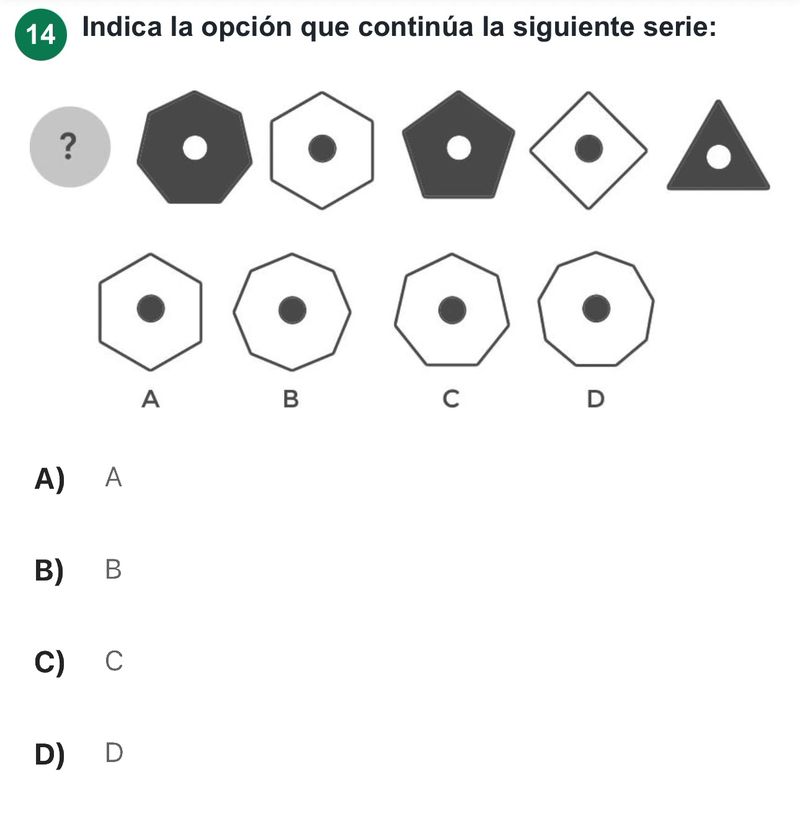 14 Indica la opción que continúa la siguiente serie:
?
A B C D
A) A
B) B
C) C
D) D